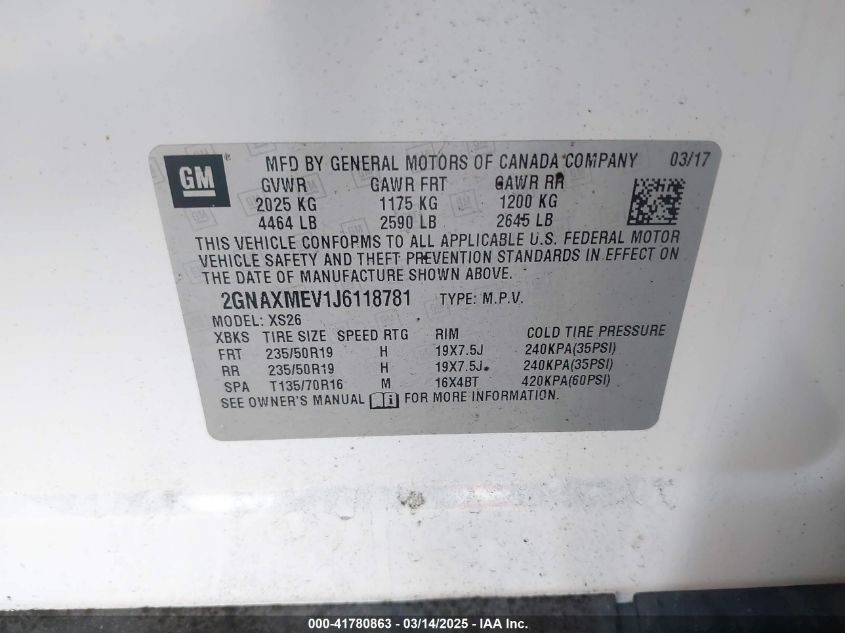 GM MFD BY GENERAL MOTORS OF CANADA COMPANY 03/17
GVWR GAWR FRT GAWR RR
2025 KG 1175 KG 1200 KG
4464 LB 2590 LB 2645 LB
THIS VEHICLE CONFORMS TO ALL APPLICABLE U.S. FEDERAL MOTOR
VEHICLE SAFETY AND THEFT PREVENTION STANDARDS IN EFFECT ON
THE DATE OF MANUFACTURE SHOWN ABOVE.
2GNAXMEV1J6118781 TYPE: M.P.V.
MODEL: XS26
XBKS TIRE SIZE SPEED RTG RIM COLD TIRE PRESSURE
FRT 235/50R19 H 19X7.5J 240KPA(35PSI)
RR 235/50R19 H 19X7.5J 240KPA(35PSI)
SPA T135/70R16 M 16X4BT 420KPA(60PSI)
SEE OWNER'S MANUAL FOR MORE INFORMATION.
000-41780863 - 03/14/2025 - IAA Inc.